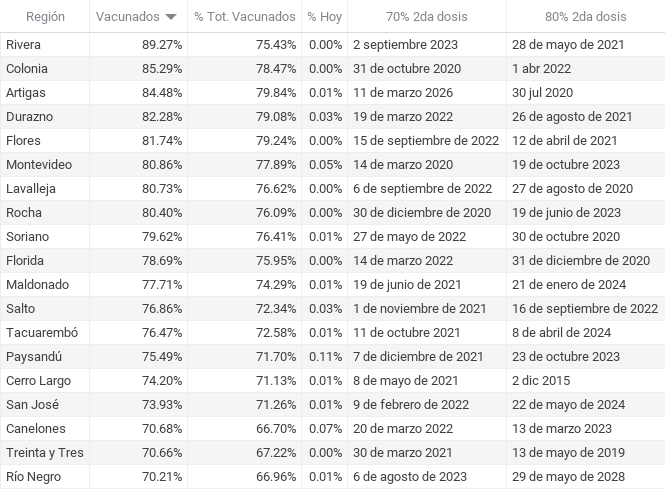 Región Vacunados % Tot. Vacunados % Hoy 70% 2da dosis 80% 2da dosis
Rivera 89.27% 75.43% 0.00% 2 septiembre 2023 28 de mayo de 2021
Colonia 85.29% 78.47% 0.00% 31 de octubre 2020 1 abr 2022
Artigas 84.48% 79.84% 0.01% 11 de marzo 2026 30 jul 2020
Durazno 82.28% 79.08% 0.03% 19 de marzo 2022 26 de agosto de 2021
Flores 81.74% 79.24% 0.00% 15 de septiembre de 2022 12 de abril de 2021
Montevideo 80.86% 77.89% 0.05% 14 de marzo 2020 19 de octubre 2023
Lavalleja 80.73% 76.62% 0.00% 6 de septiembre de 2022 27 de agosto de 2020
Rocha 80.40% 76.09% 0.00% 30 de diciembre de 2020 19 de junio de 2023
Soriano 79.62% 76.41% 0.01% 27 de mayo de 2022 30 de octubre 2020
Florida 78.69% 75.95% 0.00% 14 de marzo 2022 31 de diciembre de 2020
Maldonado 77.71% 74.29% 0.01% 19 de junio de 2021 21 de enero de 2024
Salto 76.86% 72.34% 0.03% 1 de noviembre de 2021 16 de septiembre de 2022
Tacuarembó 76.47% 72.58% 0.01% 11 de octubre 2021 8 de abril de 2024
Paysandú 75.49% 71.70% 0.11% 7 de diciembre de 2021 23 de octubre 2023
Cerro Largo 74.20% 71.13% 0.01% 8 de mayo de 2021 2 dic 2015
San José 73.93% 71.26% 0.01% 9 de febrero de 2022 22 de mayo de 2024
Canelones 70.68% 66.70% 0.07% 20 de marzo 2022 13 de marzo 2023
Treinta y Tres 70.66% 67.22% 0.00% 30 de marzo 2021 13 de mayo de 2019
Río Negro 70.21% 66.96% 0.01% 6 de agosto de 2023 29 de mayo de 2028